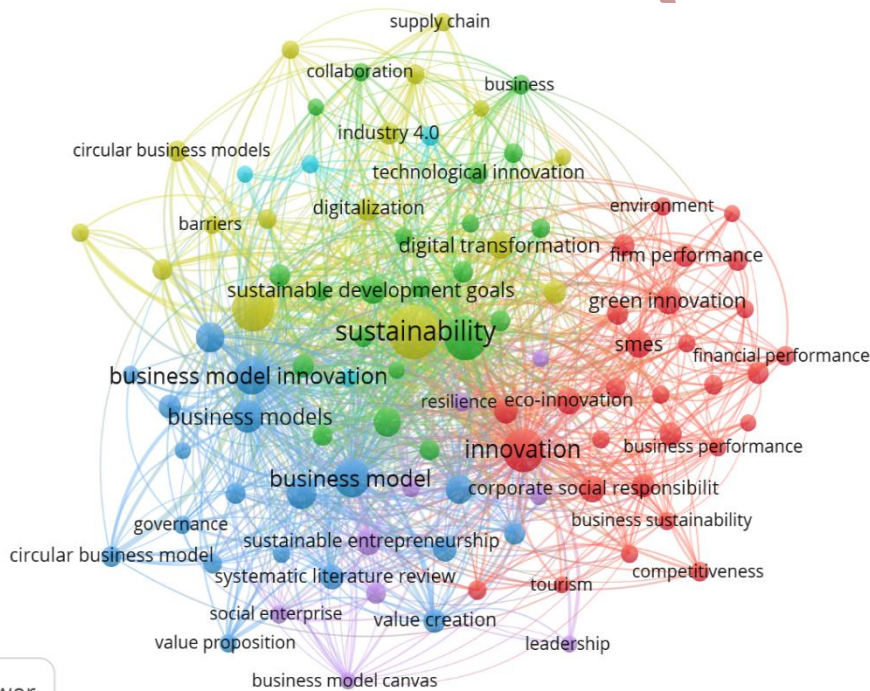 supply chain
collaboration
business
industry 4.0
circular business models
technological innovation
environment
digitalization
barriers
digital transformation
firm performance
sustainable development goals
green innovation
sustainability
smes
financial performance
business model innovation
resilience
eco-innovation
business models
innovation
business performance
business model
corporate social responsibilit
governance
business sustainability
sustainable entrepreneurship
circular business model
systematic literature review
competitiveness
tourism
social enterprise
value creation
value proposition
leadership
business model canvas